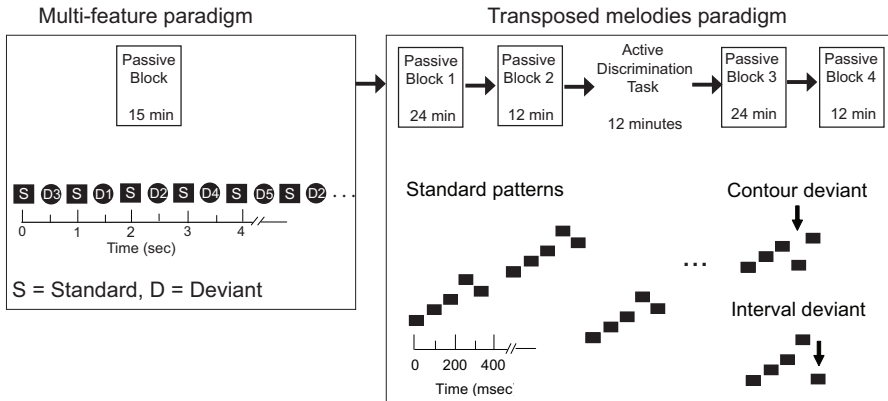 Multi-feature paradigm
Passive
Block
15 min
S D3 S D1 S D2 S D4 S D5 S D2 ...
0 1 2 3 4
Time (sec)
S = Standard, D = Deviant
Transposed melodies paradigm
Passive
Block 1
24 min
Passive
Block 2
12 min
Active
Discrimination
Task
12 minutes
Passive
Block 3
24 min
Passive
Block 4
12 min
Standard patterns
Contour deviant
...
Interval deviant
0 200 400
Time (msec)